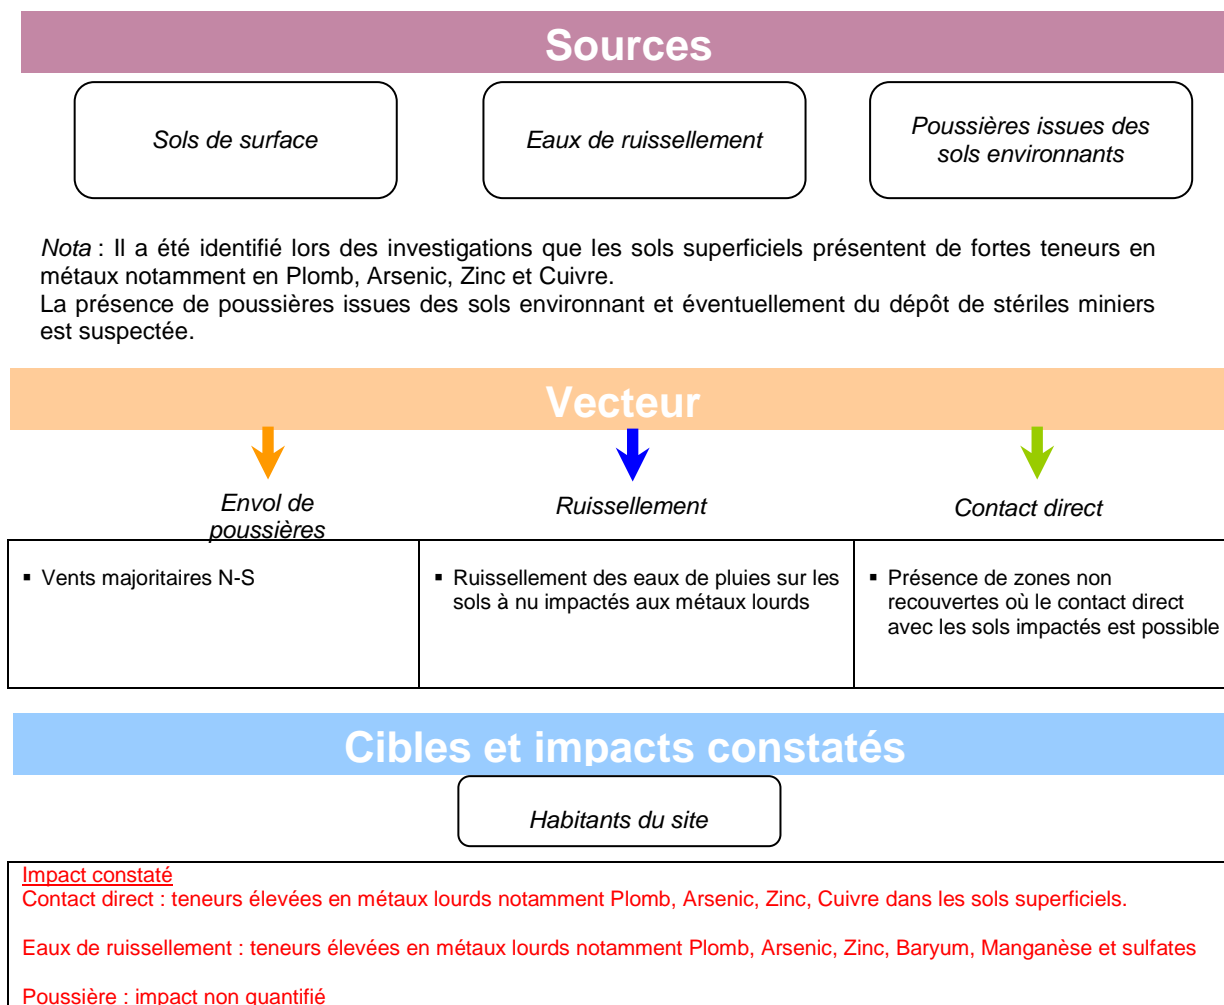 Sources
Sols de surface
Eaux de ruissellement
Poussières issues des
sols environnants
Nota : Il a été identifié lors des investigations que les sols superficiels présentent de fortes teneurs en
métaux notamment en Plomb, Arsenic, Zinc et Cuivre.
La présence de poussières issues des sols environnant et éventuellement du dépôt de stériles miniers
est suspectée.
Vecteur
Envol de
poussières
Ruissellement
Contact direct
▪ Vents majoritaires N-S
▪ Ruissellement des eaux de pluies sur les
sols à nu impactés aux métaux lourds
▪ Présence de zones non
recouvertes où le contact direct
avec les sols impactés est possible
Cibles et impacts constatés
Habitants du site
Impact constaté
Contact direct : teneurs élevées en métaux lourds notamment Plomb, Arsenic, Zinc, Cuivre dans les sols superficiels.
Eaux de ruissellement : teneurs élevées en métaux lourds notamment Plomb, Arsenic, Zinc, Baryum, Manganèse et sulfates
Poussière : impact non quantifié